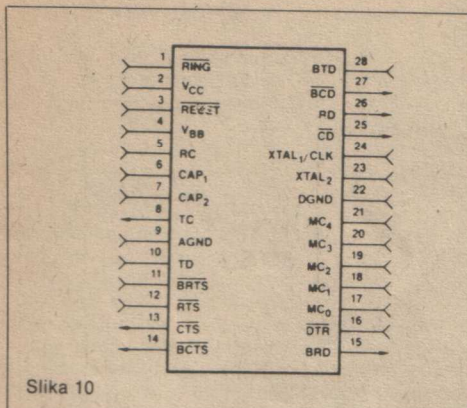 1 RING
2 VCC
3 RESET
4 VBB
5 RC
6 CAP1
7 CAP2
8 TC
9 AGND
10 TD
11 BRTS
12 RTS
13 CTS
14 BCTS
28 BTD
27 BCD
26 RD
25 CD
24 XTAL1/CLK
23 XTAL2
22 DGND
21 MC4
20 MC3
19 MC2
18 MC1
17 MC0
16 DTR
15 BRD
Slika 10